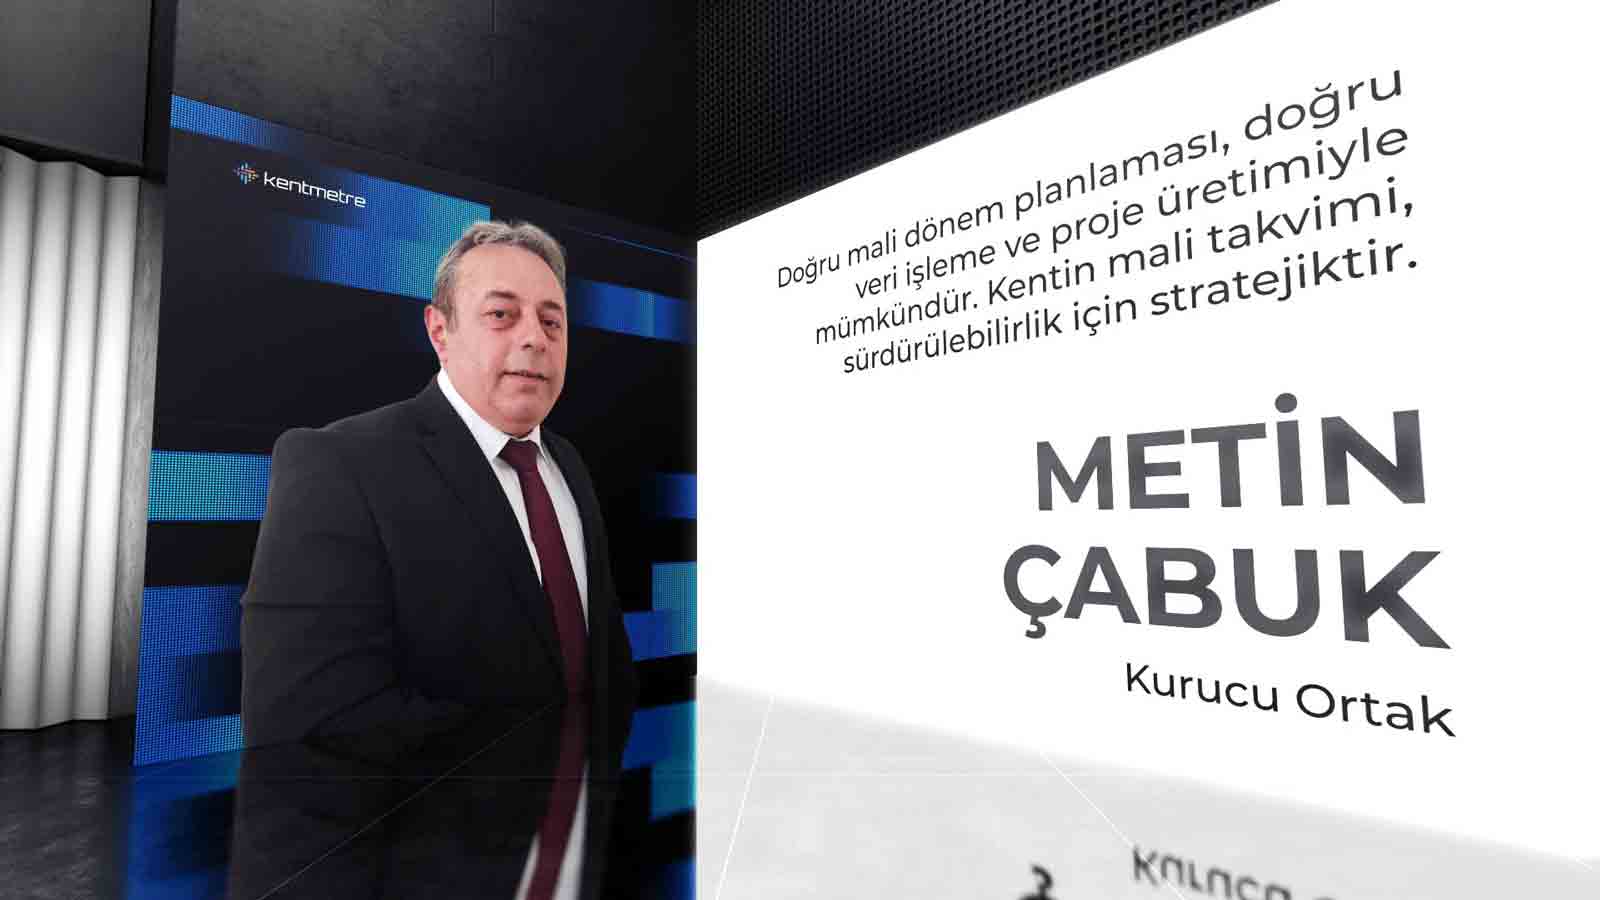 kentmetre
Doğru mali dönem planlaması, doğru
veri işleme ve proje üretimiyle
mümkündür. Kentin mali takvimi,
sürdürülebilirlik için stratejiktir.
METİN
ÇABUK
Kurucu Ortak